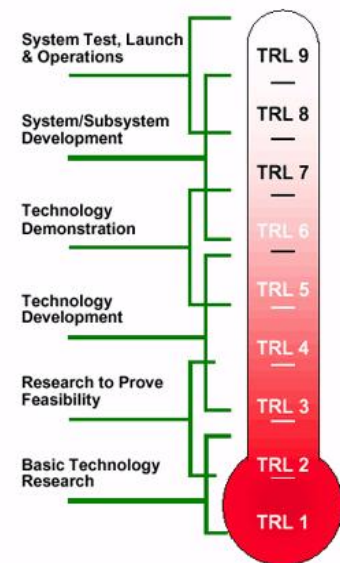 System Test, Launch
& Operations
System/Subsystem
Development
Technology
Demonstration
Technology
Development
Research to Prove
Feasibility
Basic Technology
Research
TRL 9
TRL 8
TRL 7
TRL 6
TRL 5
TRL 4
TRL 3
TRL 2
TRL 1